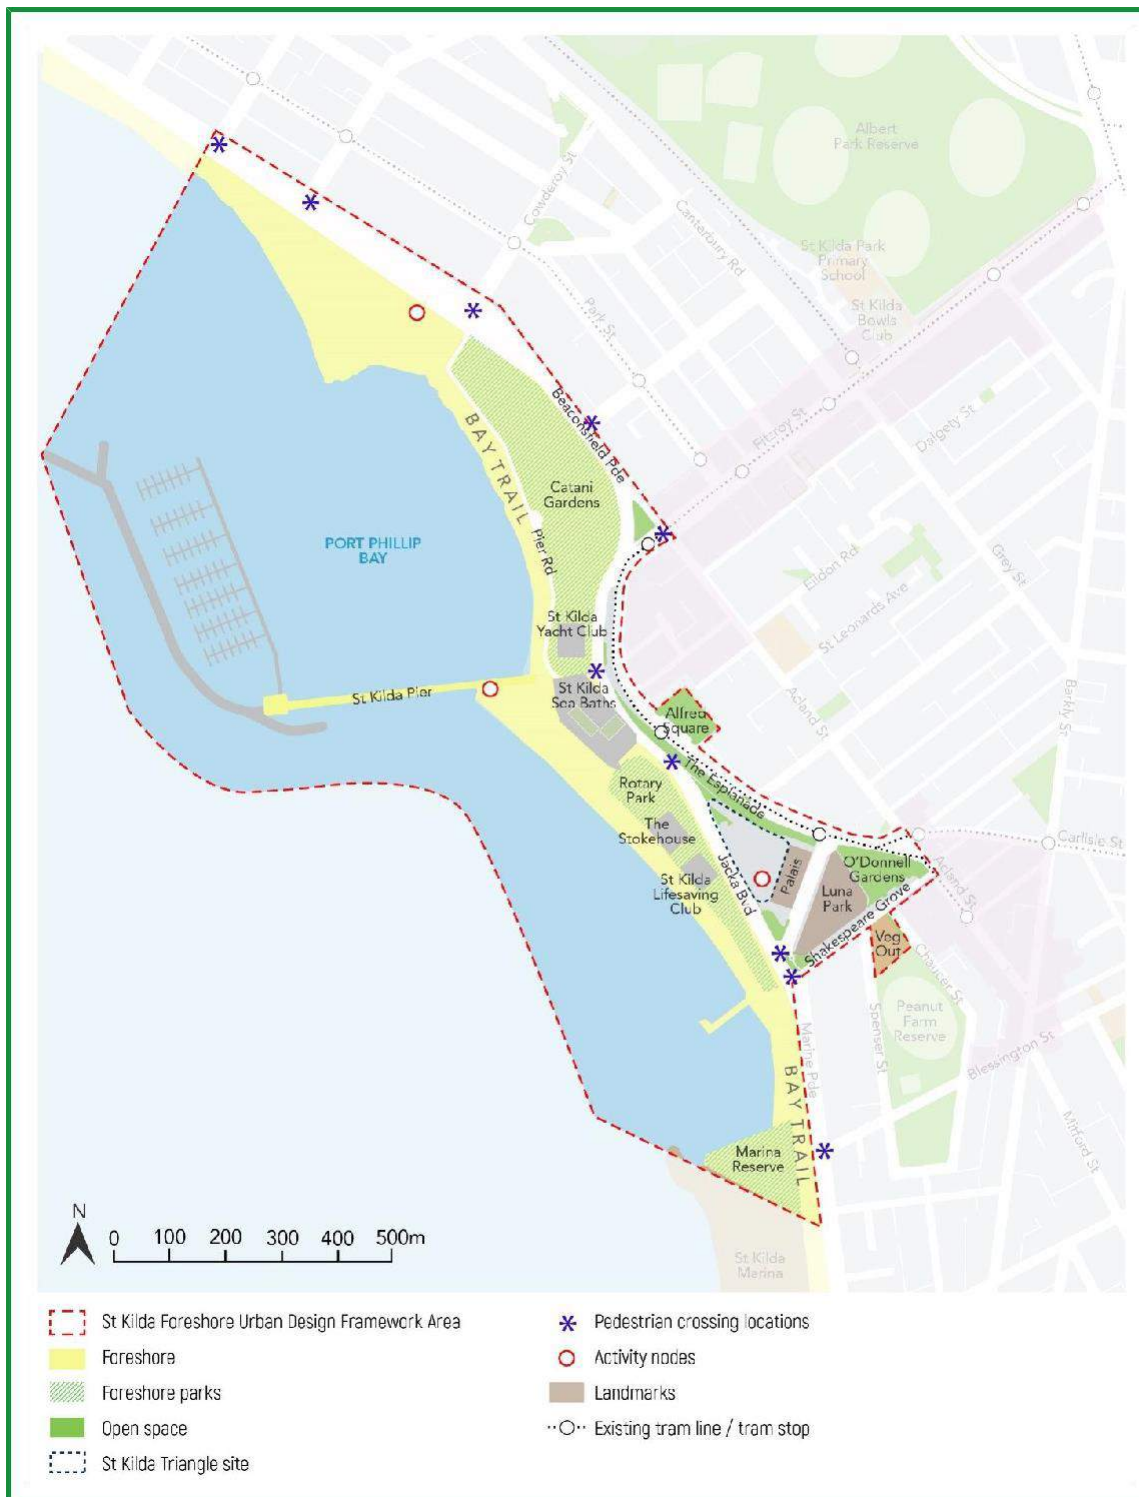 Albert
Park Reserve
Cowderoy St
Canterbury Rd
St Kilda Park
Primary
School
St Kilda
Bowls
Club
Park St
Beaconsfield Pde
Fitzroy St
Dalgety St
BAY TRAIL
Catani
Gardens
PORT PHILLIP
BAY
Pier Rd
Eildon Rd
Grey St
St Leonards Ave
St Kilda
Yacht Club
St Kilda Pier
St Kilda
Sea Baths
Alfred
Square
Acland St
Barkly St
The Esplanade
Rotary
Park
The
Stokehouse
Jacka Blvd
St Kilda
Lifesaving
Club
Palais
Luna
Park
O'Donnell
Gardens
Carlisle St
Acland St
Shakespeare Grove
Veg
Out
Chaucer St
Spenser St
Peanut
Farm
Reserve
Blessington St
Marine Pde
BAY TRAIL
Mitford St
Marina
Reserve
St Kilda
Marina
N
0 100 200 300 400 500m
St Kilda Foreshore Urban Design Framework Area
Foreshore
Foreshore parks
Open space
St Kilda Triangle site
Pedestrian crossing locations
Activity nodes
Landmarks
Existing tram line / tram stop